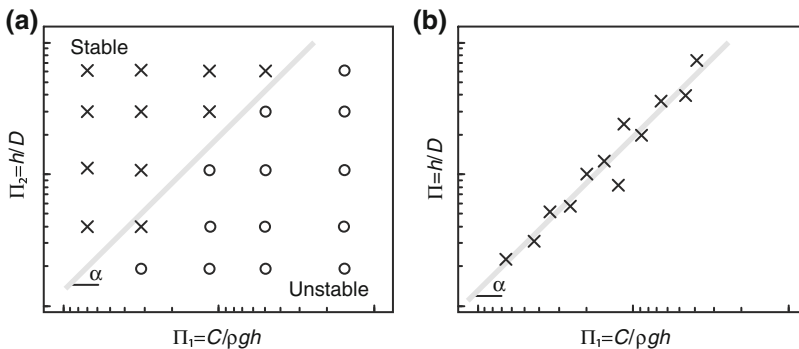 (a)
Stable
Π₂=h/D
α
Unstable
Π₁=C/ρgh
(b)
Π=h/D
α
Π₁=C/ρgh